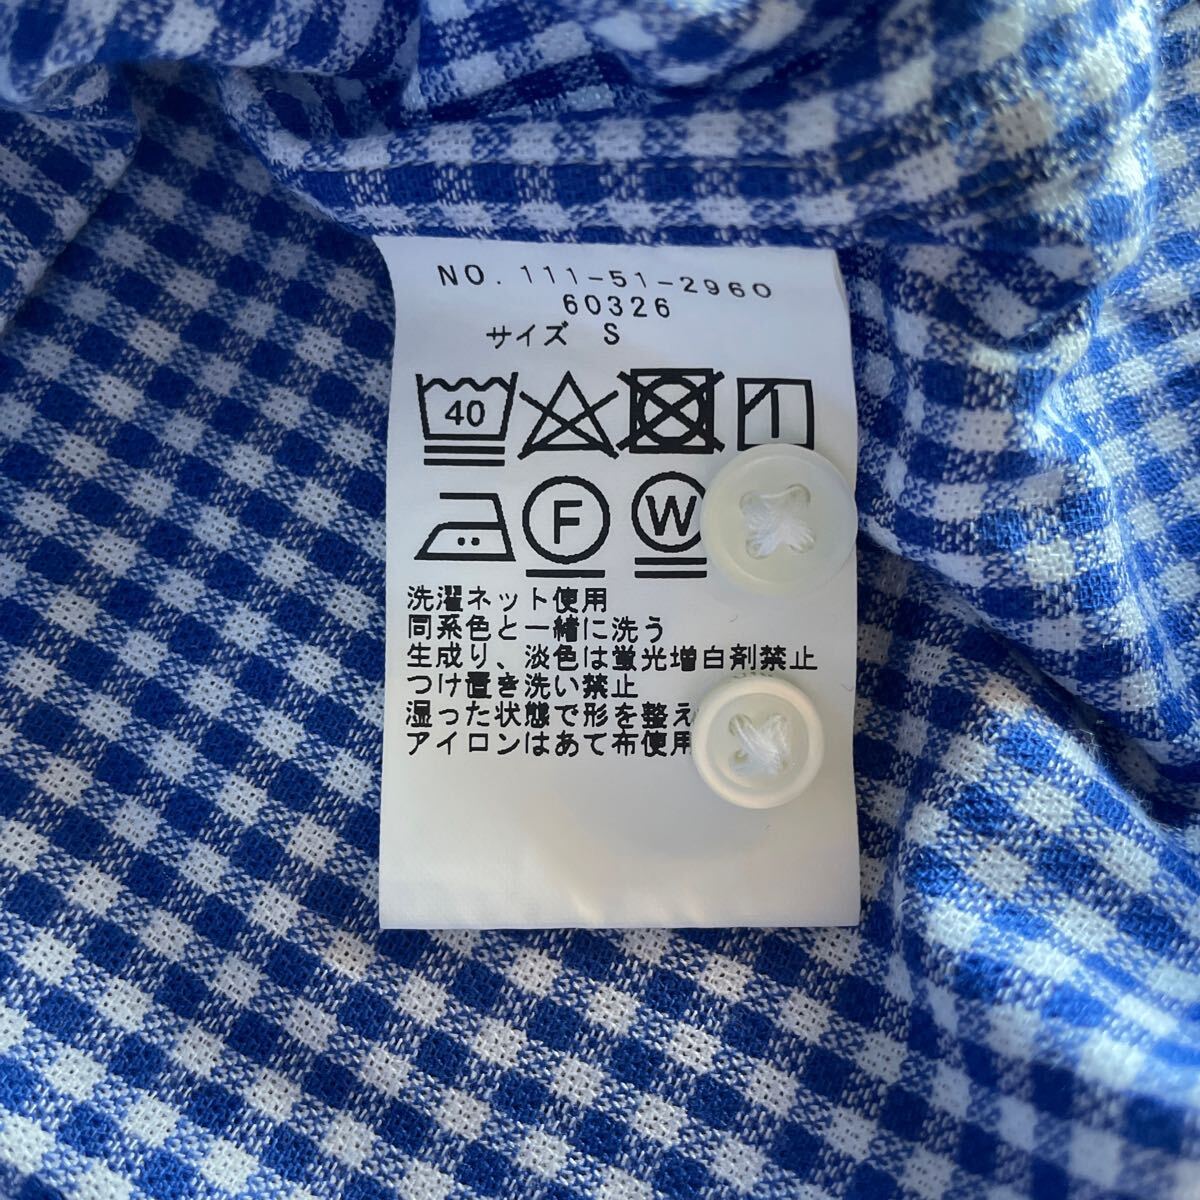 NO. 111-51-2960
60326
サイズ S
40
F
W
洗濯ネット使用
同系色と一緒に洗う
生成り、淡色は蛍光増白剤禁止
つけ置き洗い禁止
湿った状態で形を整え
アイロンはあて布使用